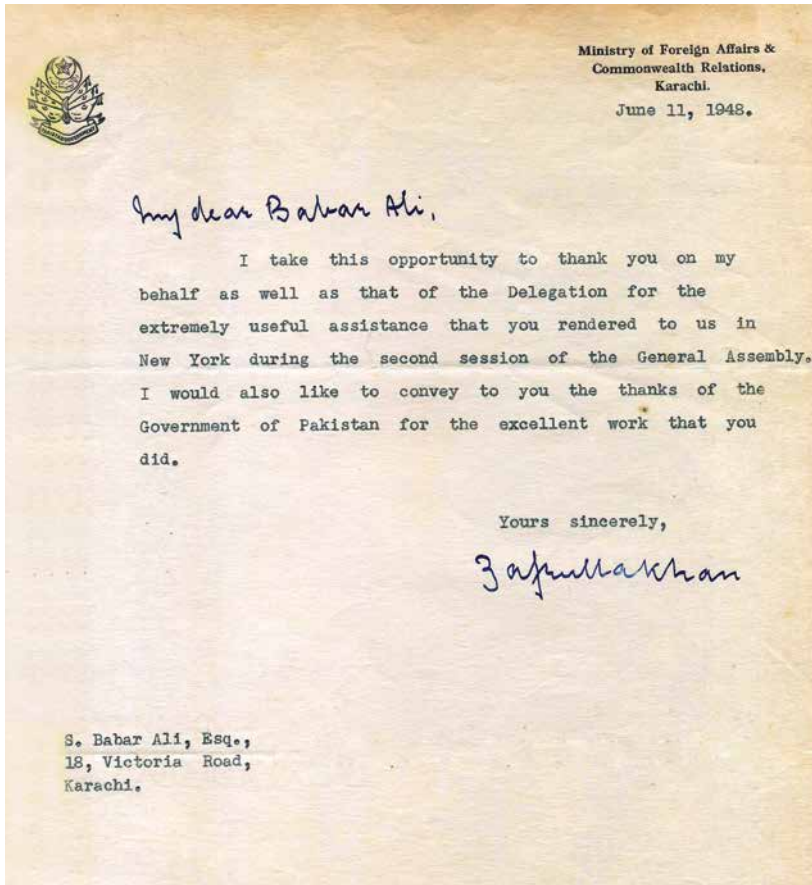 Ministry of Foreign Affairs &
Commonwealth Relations,
Karachi.
June 11, 1948.
My dear Babar Ali,
I take this opportunity to thank you on my
behalf as well as that of the Delegation for the
extremely useful assistance that you rendered to us in
New York during the second session of the General Assembly.
I would also like to convey to you the thanks of the
Government of Pakistan for the excellent work that you
did.
Yours sincerely,
Zafrullakhan
S. Babar Ali, Esq.,
18, Victoria Road,
Karachi.